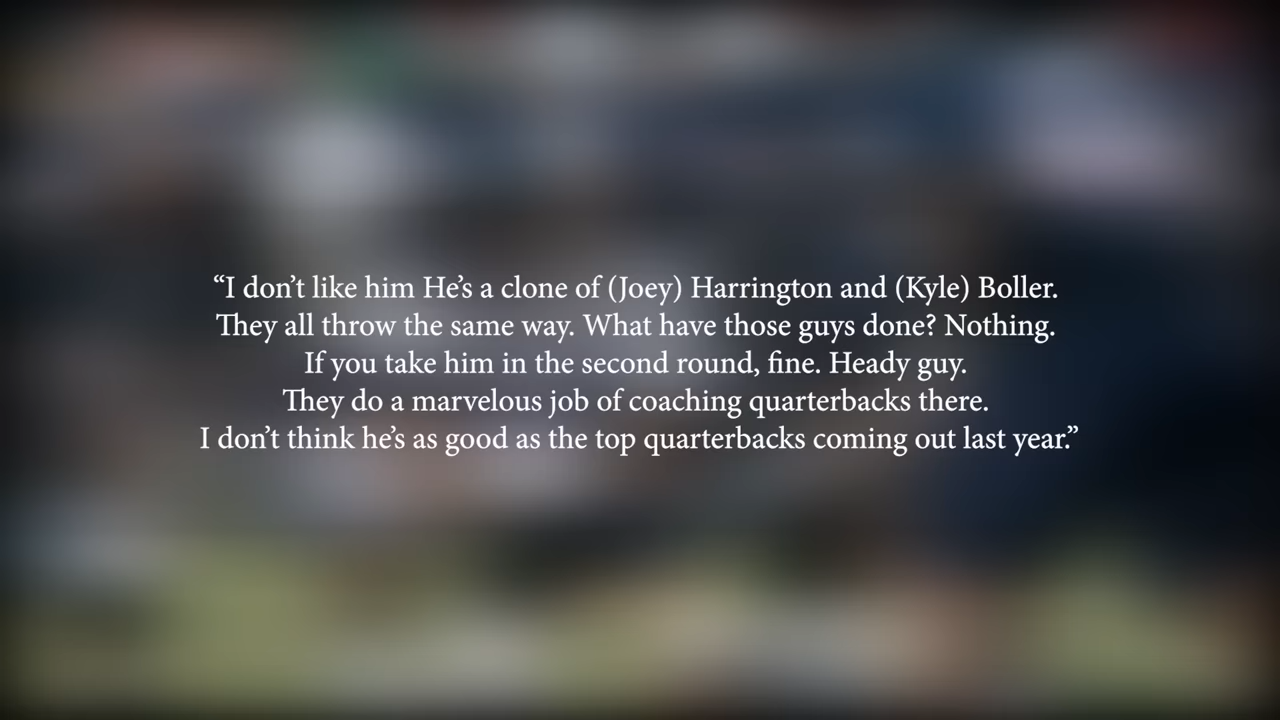 “I don’t like him He’s a clone of (Joey) Harrington and (Kyle) Boller.
They all throw the same way. What have those guys done? Nothing.
If you take him in the second round, fine. Heady guy.
They do a marvelous job of coaching quarterbacks there.
I don’t think he’s as good as the top quarterbacks coming out last year.”